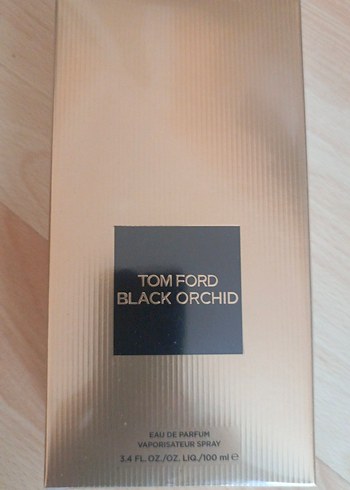 TOM FORD
BLACK ORCHID
EAU DE PARFUM
VAPORISATEUR SPRAY
3.4 FL.OZ./OZ. LIQ./100 ml ℮